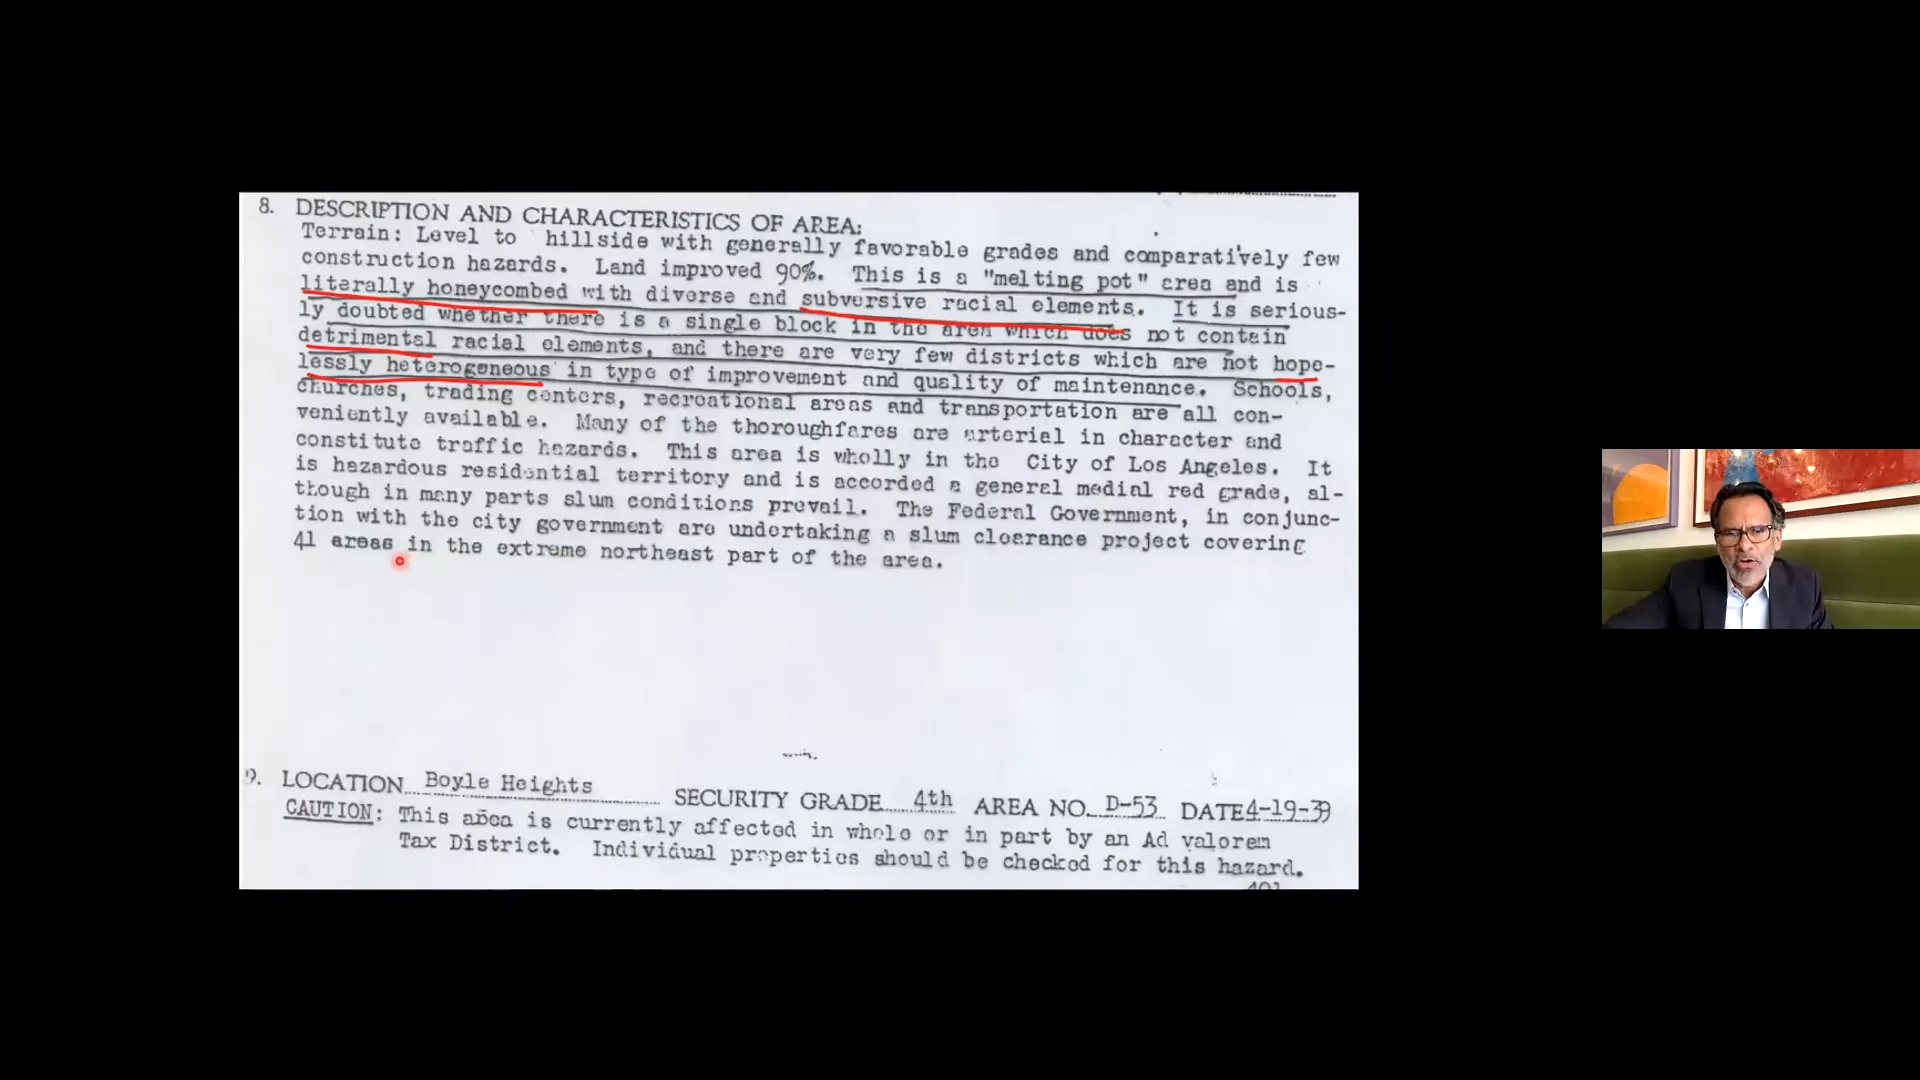 8. DESCRIPTION AND CHARACTERISTICS OF AREA:
Terrain: Level to hillside with generally favorable grades and comparatively few
construction hazards. Land improved 90%. This is a "melting pot" area and is
literally honeycombed with diverse and subversive racial elements. It is serious-
ly doubted whether there is a single block in the area which does not contain
detrimental racial elements, and there are very few districts which are not hope-
lessly heterogeneous in type of improvement and quality of maintenance. Schools,
churches, trading centers, recreational areas and transportation are all con-
veniently available. Many of the thoroughfares are arterial in character and
constitute traffic hazards. This area is wholly in the City of Los Angeles. It
is hazardous residential territory and is accorded a general medial red grade, al-
though in many parts slum conditions prevail. The Federal Government, in conjunc-
tion with the city government are undertaking a slum clearance project covering
41 areas in the extreme northeast part of the area.
9. LOCATION Boyle Heights SECURITY GRADE 4th AREA NO. D-53 DATE 4-19-39
CAUTION: This area is currently affected in whole or in part by an Ad valorem
Tax District. Individual properties should be checked for this hazard.